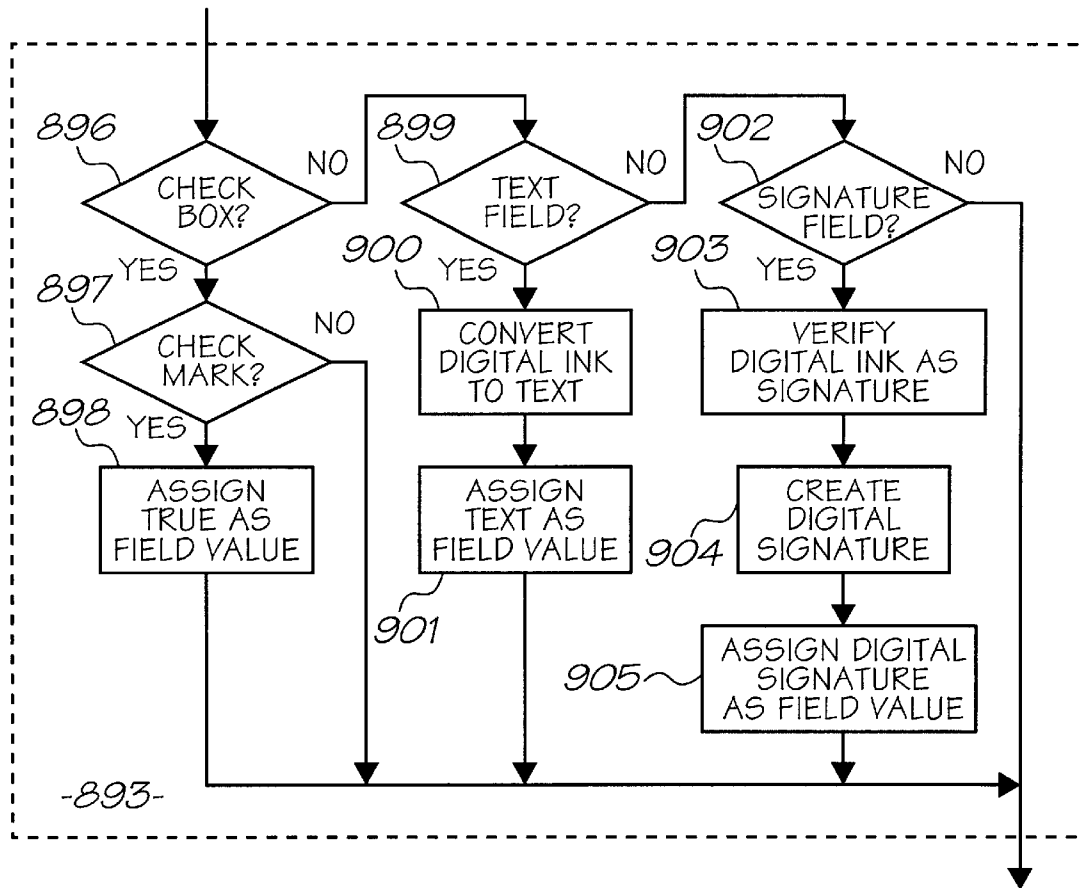 896
CHECK
BOX?
NO
YES
899
TEXT
FIELD?
NO
YES
902
SIGNATURE
FIELD?
NO
YES
897
CHECK
MARK?
NO
YES
900
CONVERT
DIGITAL INK
TO TEXT
903
VERIFY
DIGITAL INK AS
SIGNATURE
898
ASSIGN
TRUE AS
FIELD VALUE
ASSIGN
TEXT AS
FIELD VALUE
901
CREATE
DIGITAL
SIGNATURE
904
ASSIGN DIGITAL
SIGNATURE
AS FIELD VALUE
905
-893-